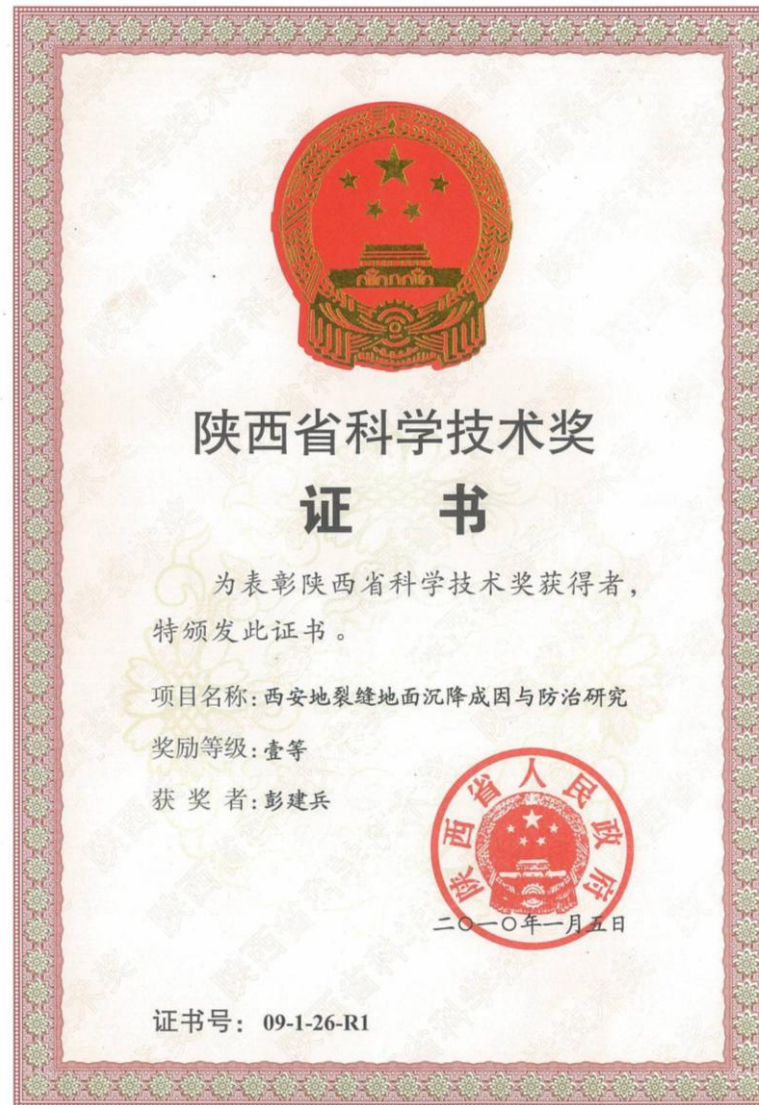 陕西省科学技术奖
证 书
为表彰陕西省科学技术奖获得者，
特颁发此证书。
项目名称：西安地裂缝地面沉降成因与防治研究
奖励等级：壹等
获 奖 者：彭建兵
陕西省人民政府
二〇一〇年一月五日
证书号： 09-1-26-R1